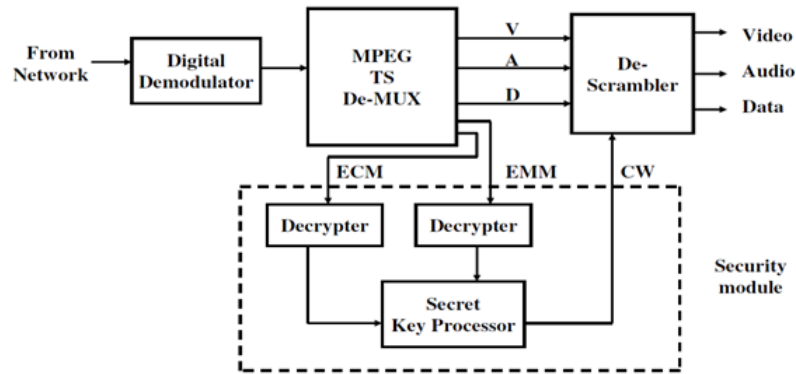 From
Network
Digital
Demodulator
MPEG
TS
De-MUX
V
A
D
De-
Scrambler
Video
Audio
Data
ECM
EMM
CW
Decrypter
Decrypter
Secret
Key Processor
Security
module